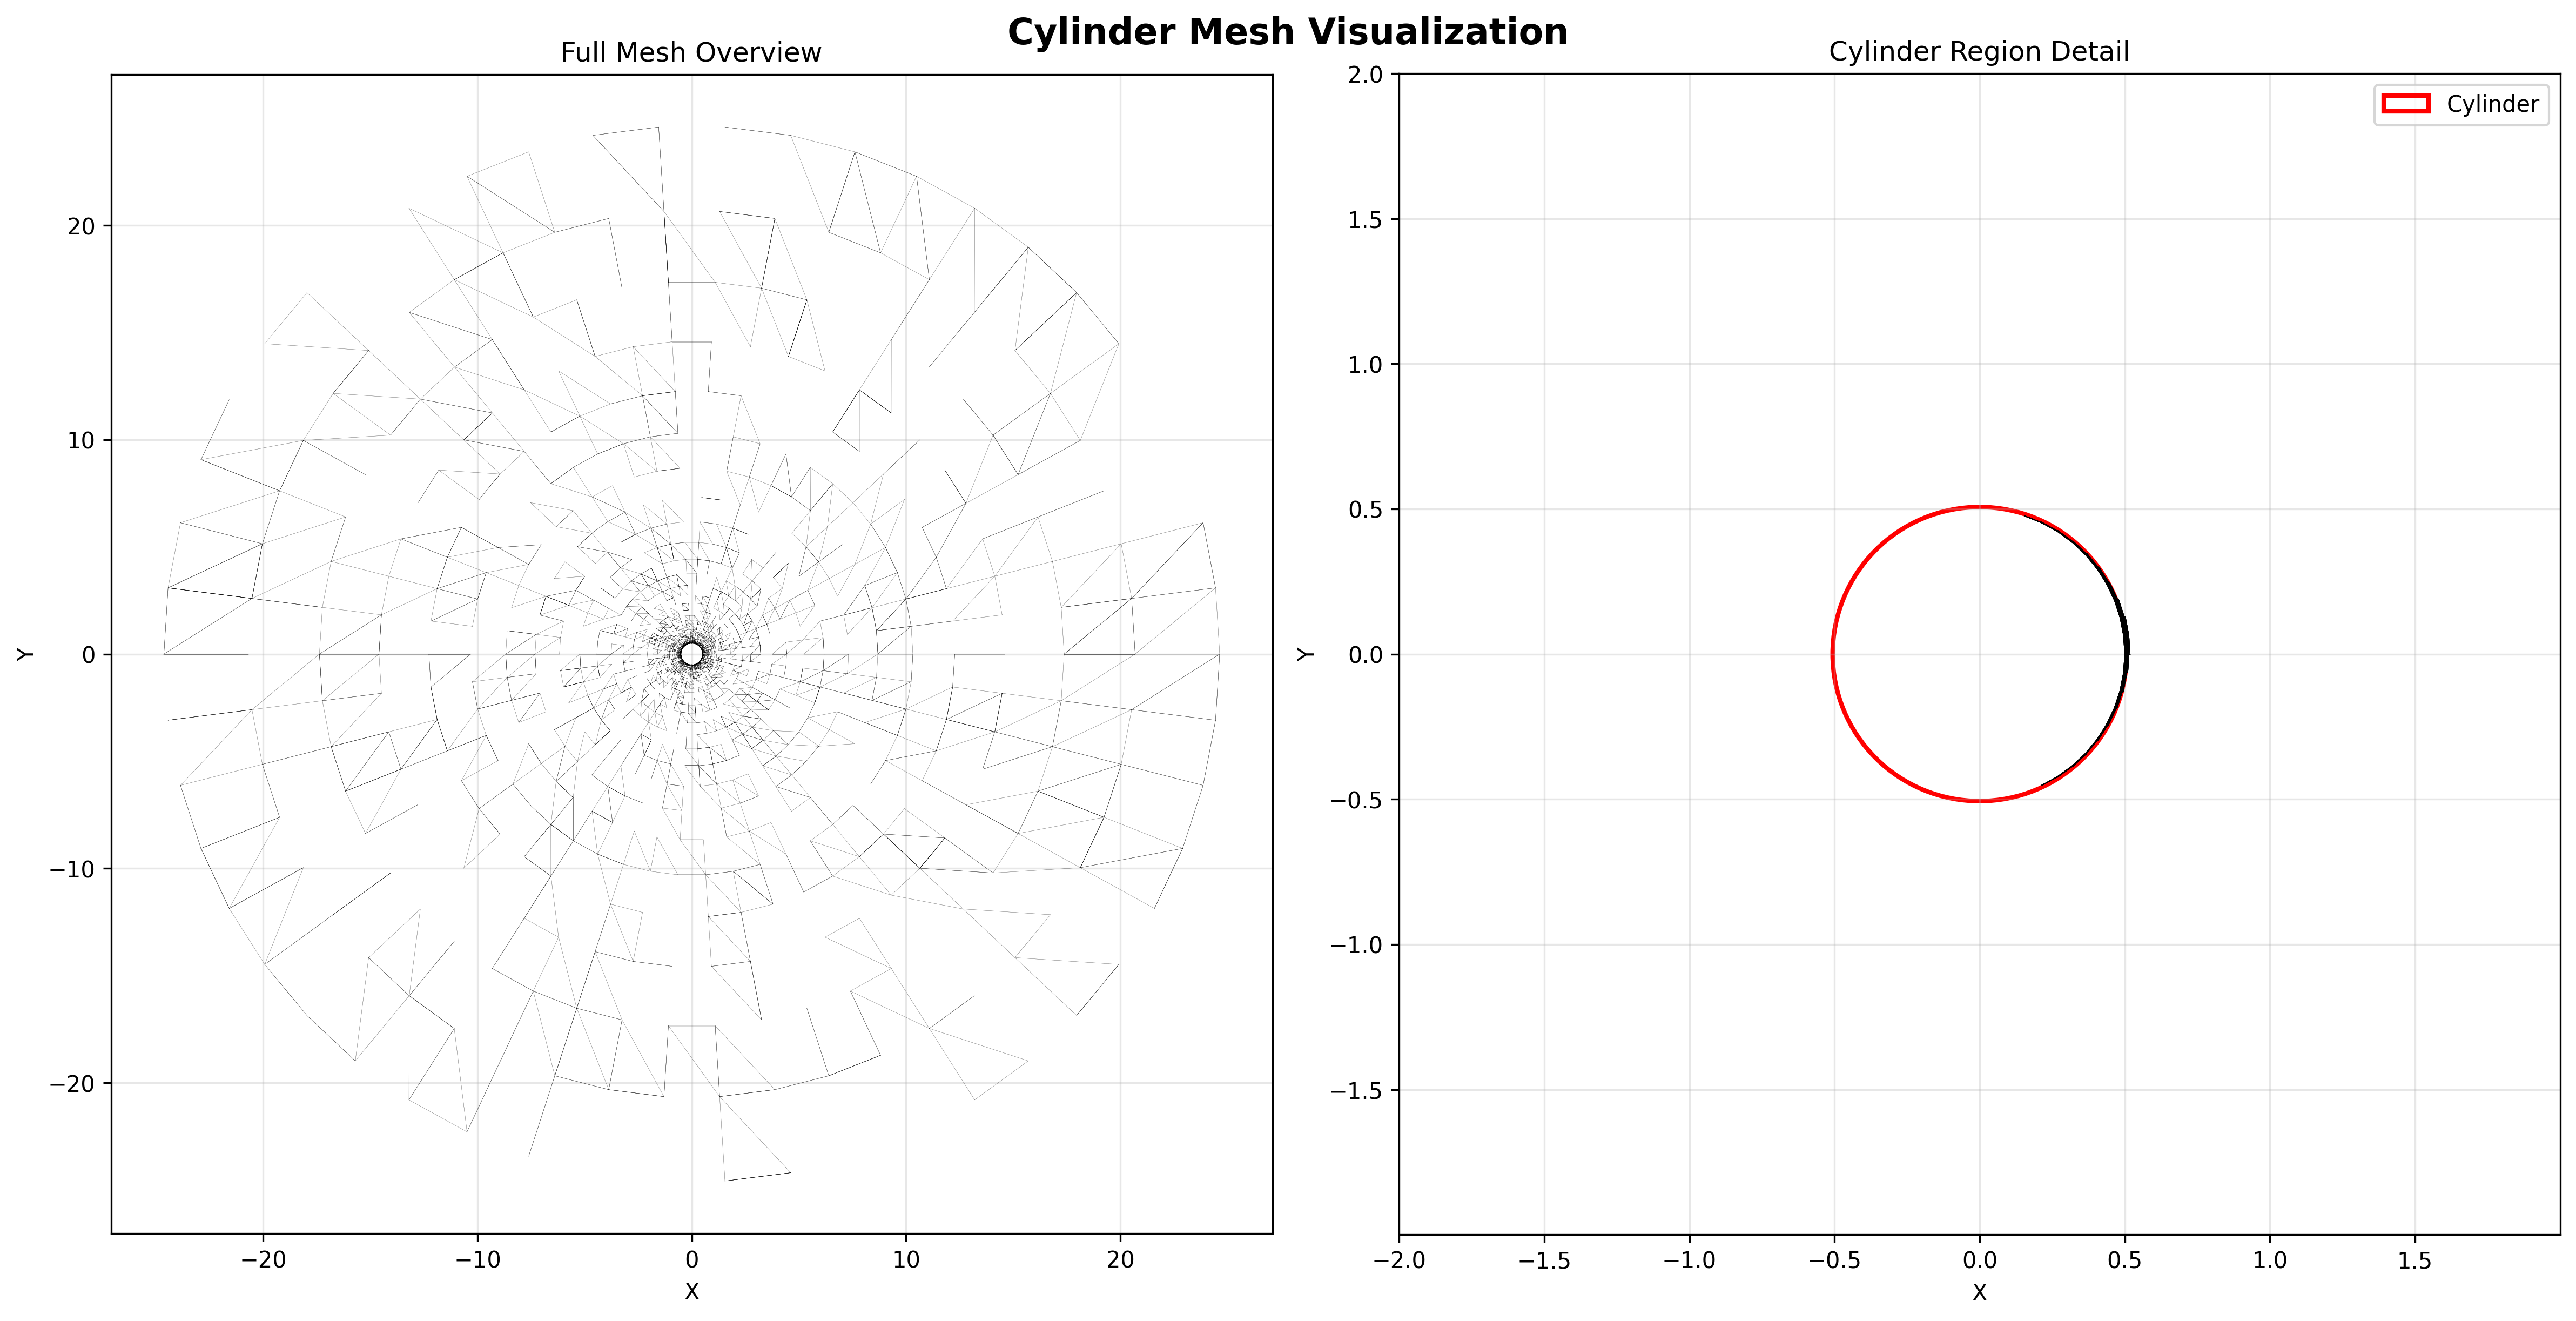 Cylinder Mesh Visualization
Full Mesh Overview
20
10
0
−10
−20
Y
−20 −10 0 10 20
X
Cylinder Region Detail
Cylinder
2.0
1.5
1.0
0.5
0.0
−0.5
−1.0
−1.5
Y
−2.0 −1.5 −1.0 −0.5 0.0 0.5 1.0 1.5
X